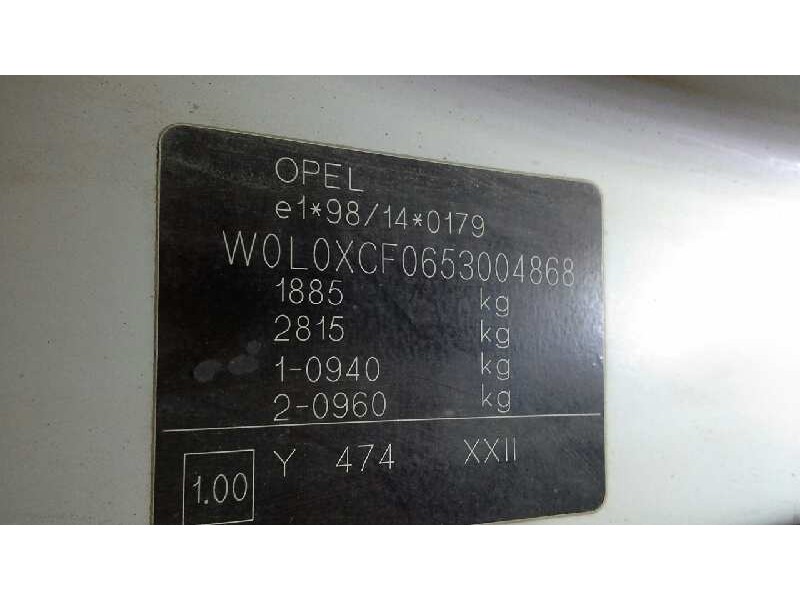 OPEL
e1*98/14*0179
W0L0XCF0653004868
1885 kg
2815 kg
1-0940 kg
2-0960 kg
1.00 Y 474 XXII